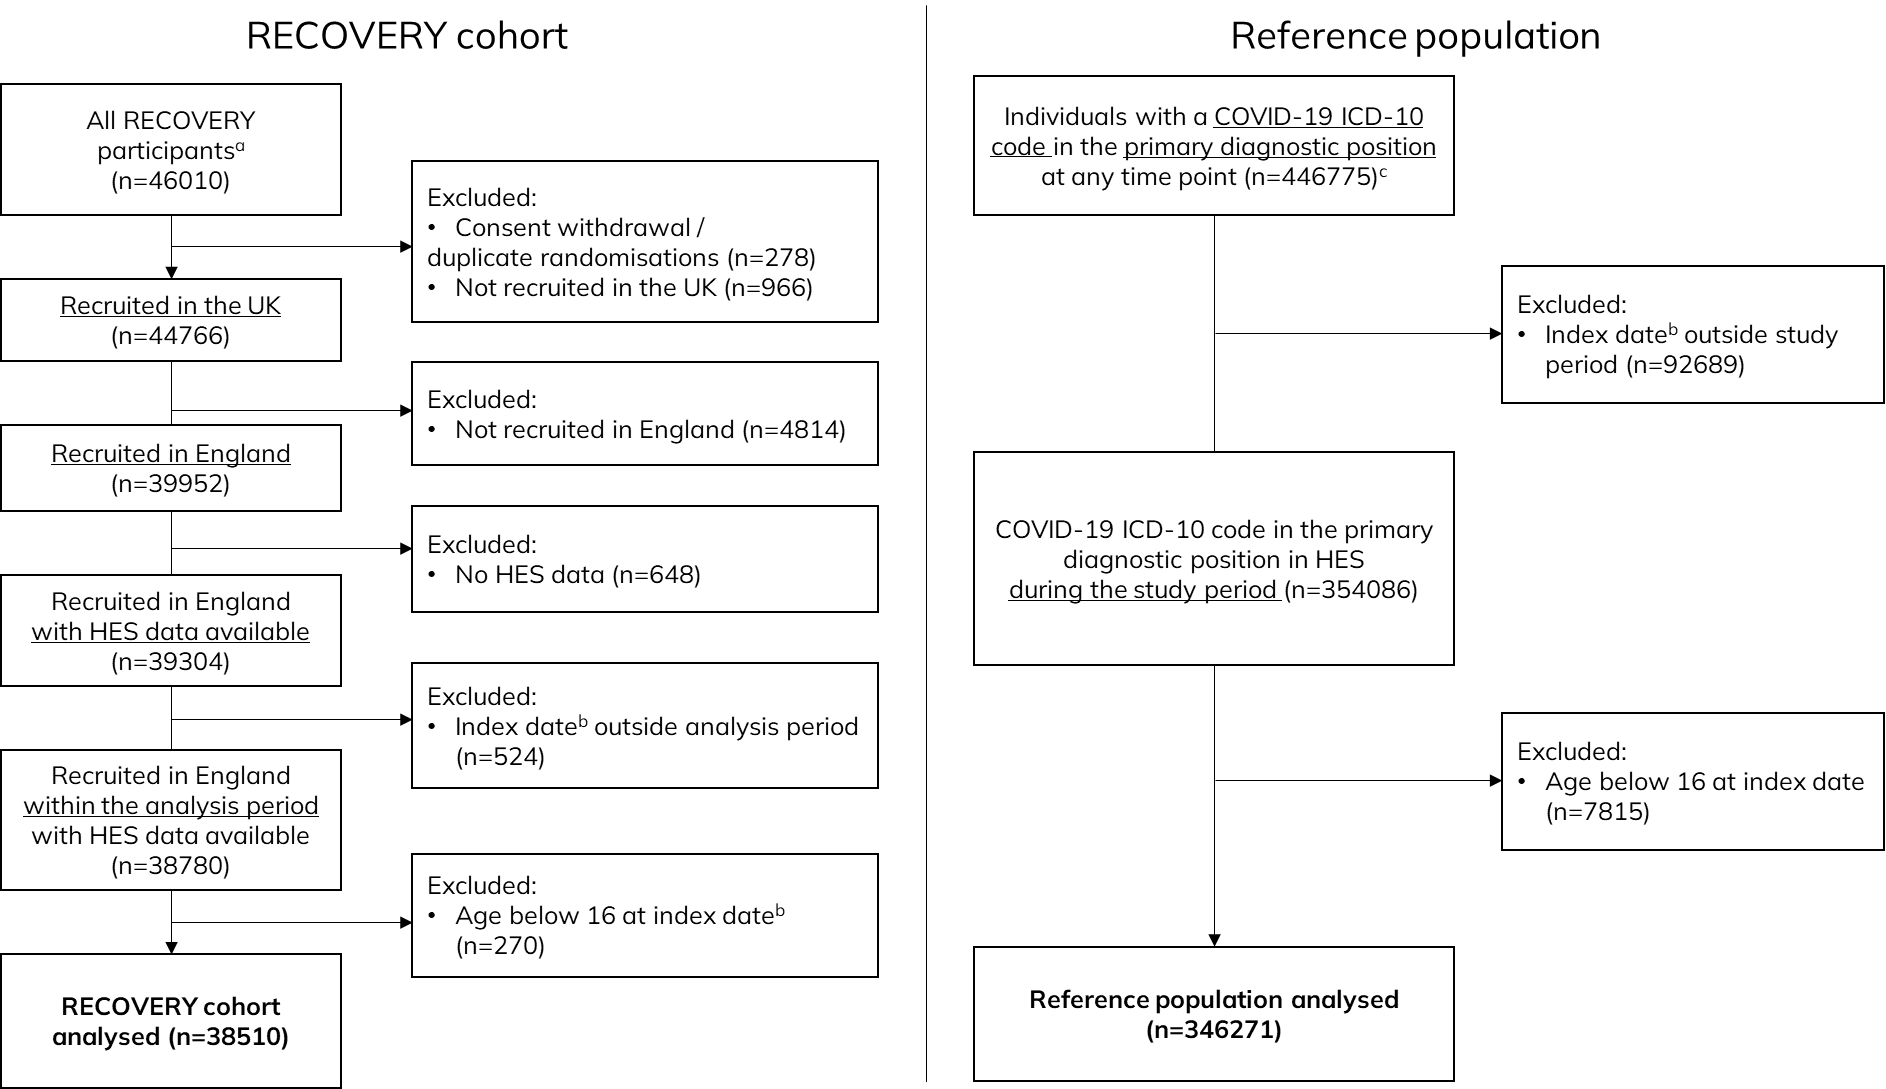 RECOVERY cohort
All RECOVERY
participantsᵃ
(n=46010)
Excluded:
• Consent withdrawal /
duplicate randomisations (n=278)
• Not recruited in the UK (n=966)
Recruited in the UK
(n=44766)
Excluded:
• Not recruited in England (n=4814)
Recruited in England
(n=39952)
Excluded:
• No HES data (n=648)
Recruited in England
with HES data available
(n=39304)
Excluded:
• Index dateᵇ outside analysis period
(n=524)
Recruited in England
within the analysis period
with HES data available
(n=38780)
Excluded:
• Age below 16 at index dateᵇ
(n=270)
RECOVERY cohort
analysed (n=38510)
Reference population
Individuals with a COVID-19 ICD-10
code in the primary diagnostic position
at any time point (n=446775)ᶜ
Excluded:
• Index dateᵇ outside study
period (n=92689)
COVID-19 ICD-10 code in the primary
diagnostic position in HES
during the study period (n=354086)
Excluded:
• Age below 16 at index date
(n=7815)
Reference population analysed
(n=346271)